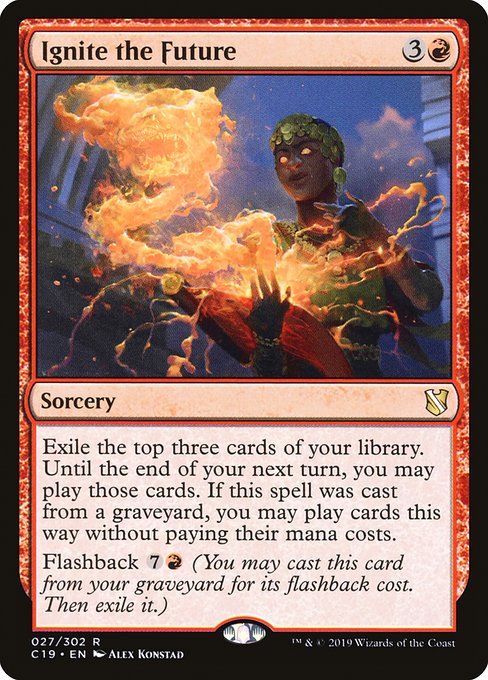 Ignite the Future 3
Sorcery
Exile the top three cards of your library.
Until the end of your next turn, you may
play those cards. If this spell was cast
from a graveyard, you may play cards this
way without paying their mana costs.
Flashback 7 (You may cast this card
from your graveyard for its flashback cost.
Then exile it.)
027/302 R
C19 • EN Alex Konstad
™ & © 2019 Wizards of the Coast